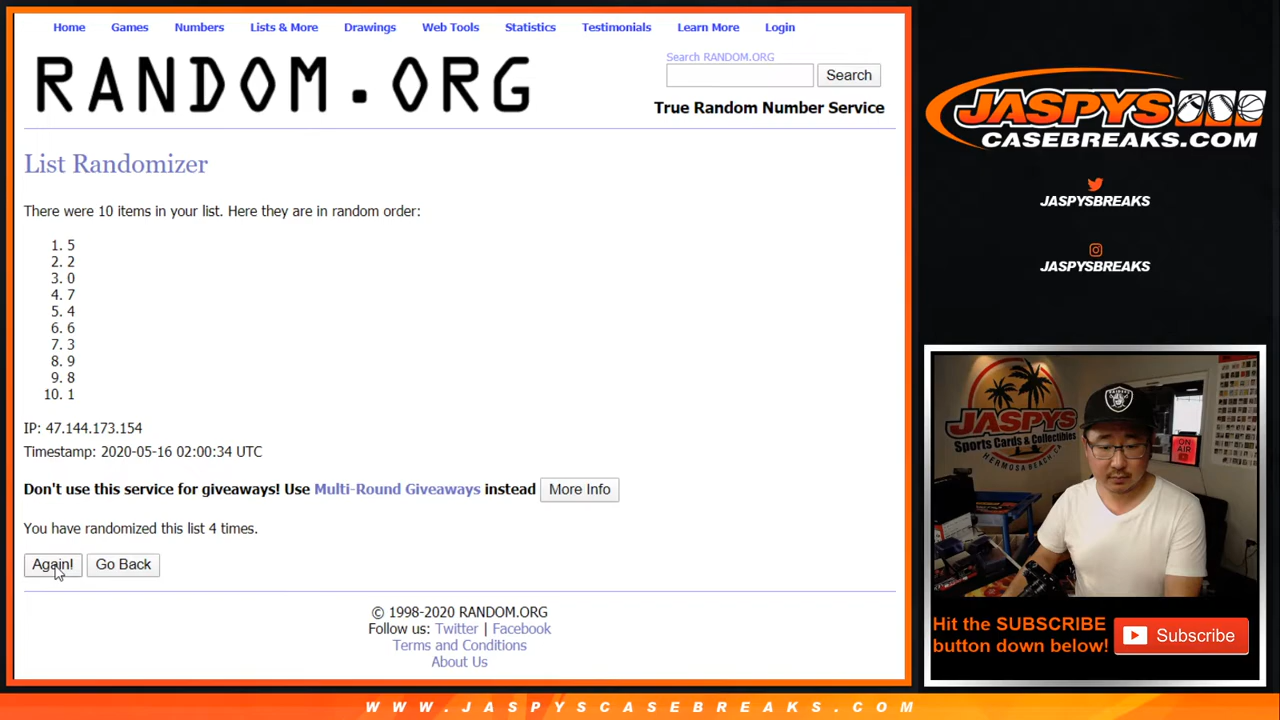 Home Games Numbers Lists & More Drawings Web Tools Statistics Testimonials Learn More Login
RANDOM.ORG
Search RANDOM.ORG
Search
True Random Number Service
List Randomizer
There were 10 items in your list. Here they are in random order:
1. 5
2. 2
3. 0
4. 7
5. 4
6. 6
7. 3
8. 9
9. 8
10. 1
IP: 47.144.173.154
Timestamp: 2020-05-16 02:00:34 UTC
Don't use this service for giveaways! Use Multi-Round Giveaways instead More Info
You have randomized this list 4 times.
Again! Go Back
© 1998-2020 RANDOM.ORG
Follow us: Twitter | Facebook
Terms and Conditions
About Us
JASPYS
CASEBREAKS.COM
JASPYSBREAKS
JASPYSBREAKS
JASPYS
Sports Cards & Collectibles
HERMOSA BEACH, CA
RAIDERS
ON AIR
Hit the SUBSCRIBE
button down below!
Subscribe
WWW.JASPYSCASEBREAKS.COM